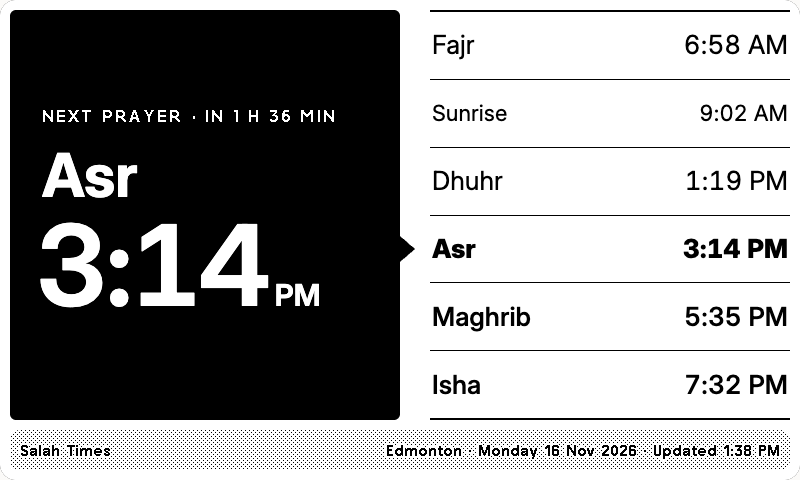 NEXT PRAYER · IN 1 H 36 MIN
Asr
3:14 PM
Fajr 6:58 AM
Sunrise 9:02 AM
Dhuhr 1:19 PM
Asr 3:14 PM
Maghrib 5:35 PM
Isha 7:32 PM
Salah Times
Edmonton · Monday 16 Nov 2026 · Updated 1:38 PM